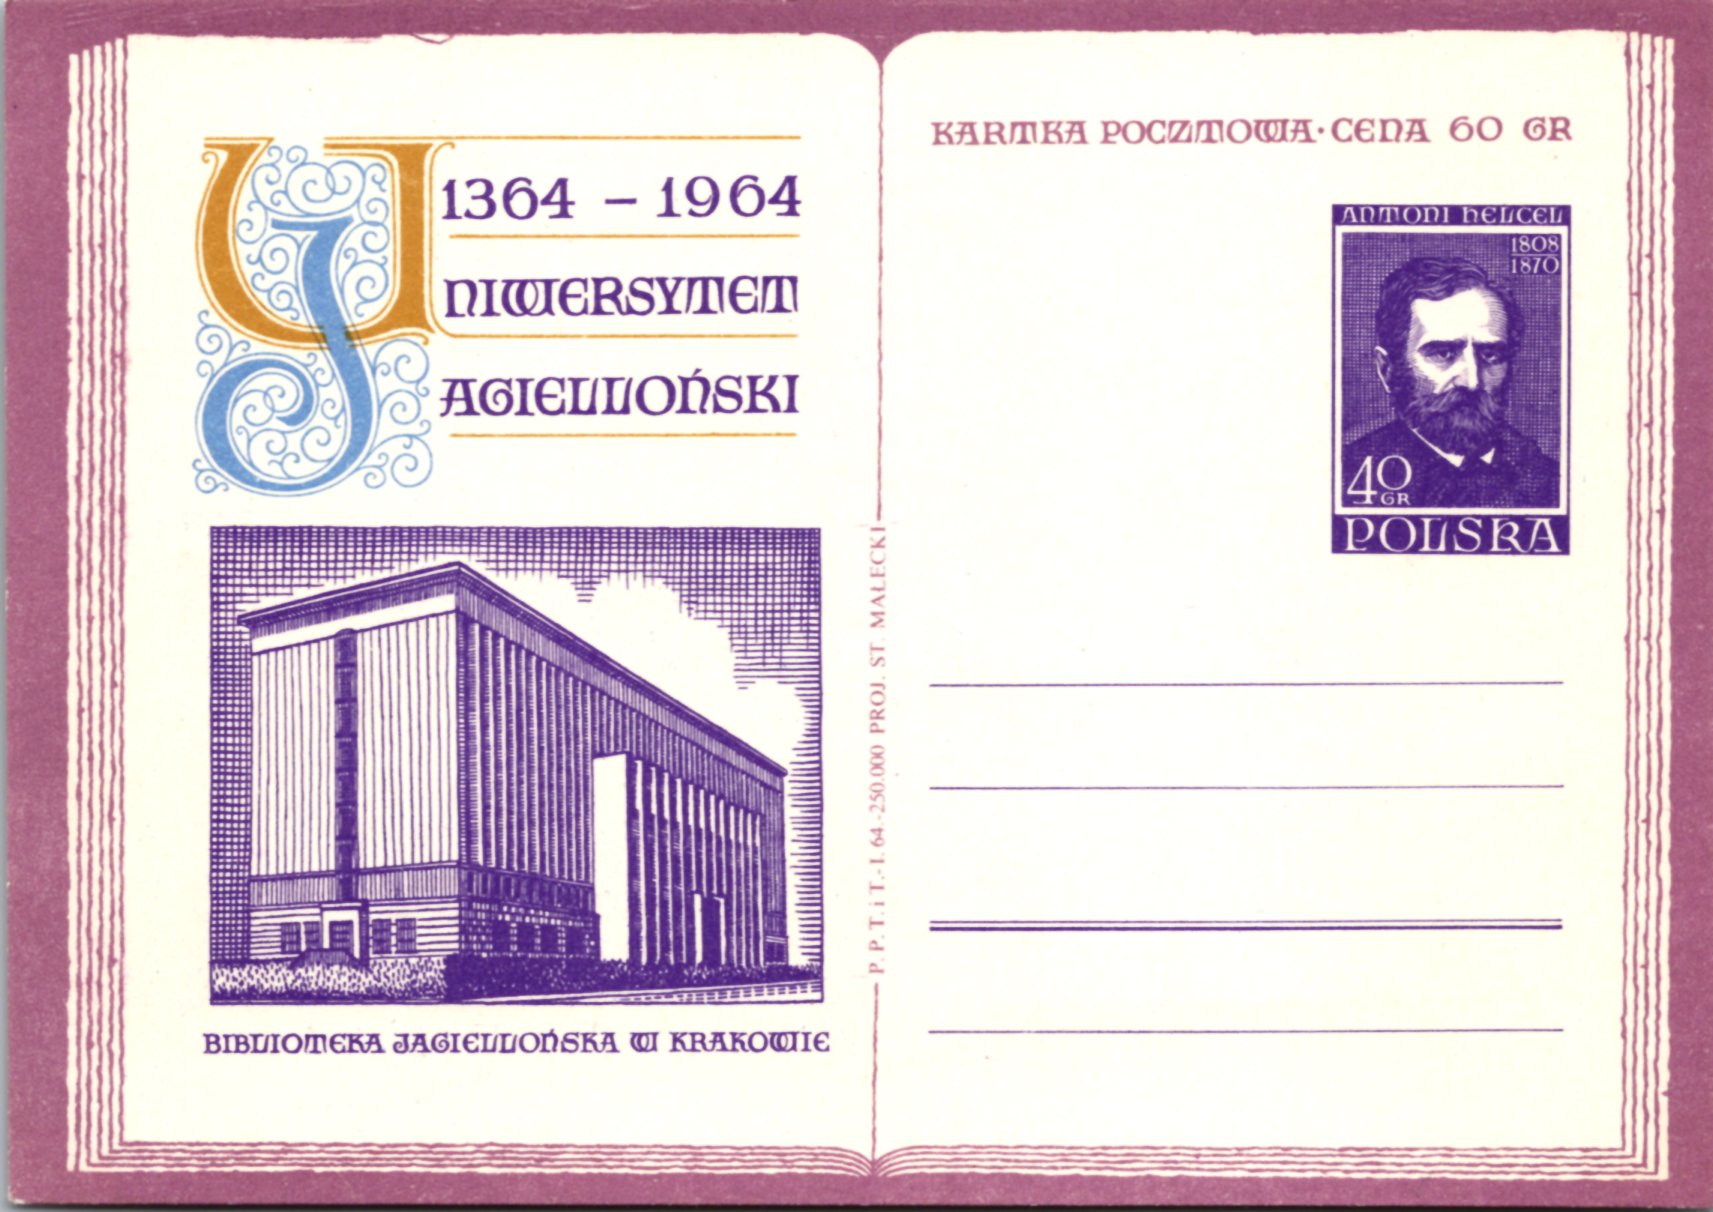 1364 – 1964
UNIWERSYTET
JAGIELLOŃSKI
BIBLIOTEKA JAGIELLOŃSKA W KRAKOWIE
P. P. T. i T. - I. 64. - 250.000 PROJ. ST. MAŁECKI
KARTKA POCZTOWA · CENA 60 GR
ANTONI HELCEL
1808
1870
40
GR
POLSKA